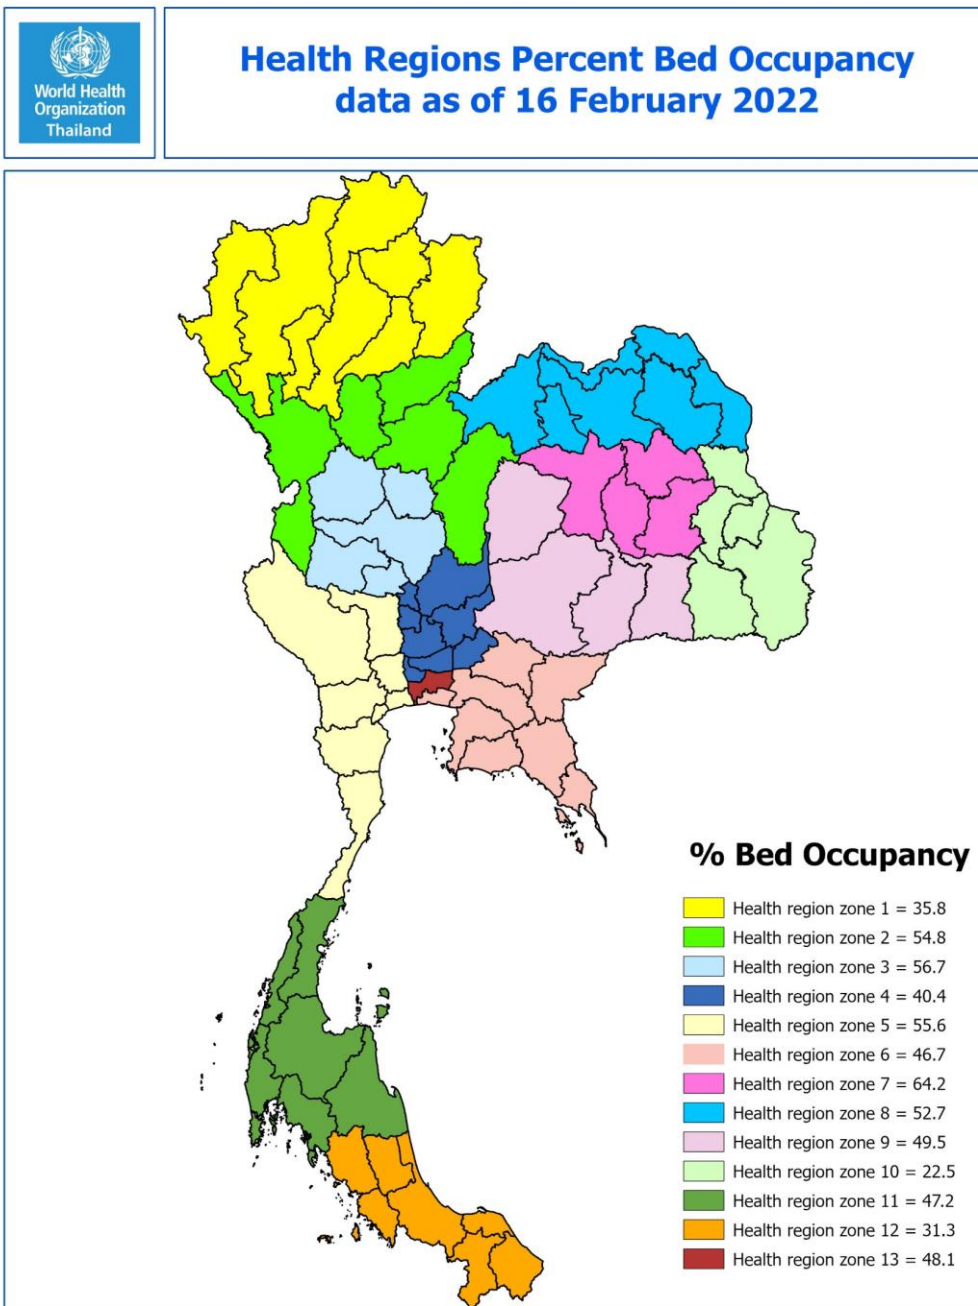 World Health
Organization
Thailand
Health Regions Percent Bed Occupancy
data as of 16 February 2022
% Bed Occupancy
Health region zone 1 = 35.8
Health region zone 2 = 54.8
Health region zone 3 = 56.7
Health region zone 4 = 40.4
Health region zone 5 = 55.6
Health region zone 6 = 46.7
Health region zone 7 = 64.2
Health region zone 8 = 52.7
Health region zone 9 = 49.5
Health region zone 10 = 22.5
Health region zone 11 = 47.2
Health region zone 12 = 31.3
Health region zone 13 = 48.1